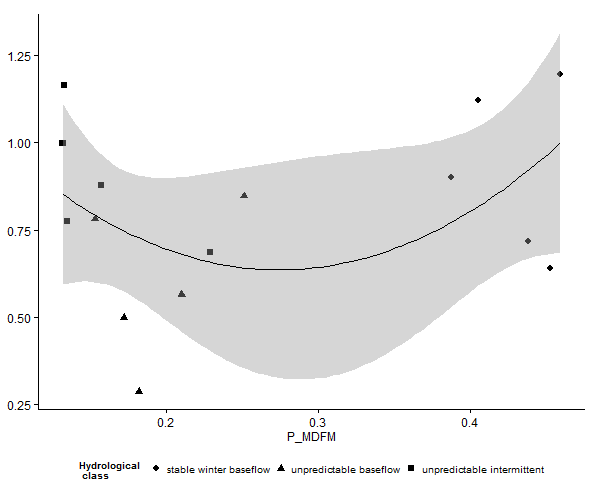 1.25
1.00
0.75
0.50
0.25
0.2 0.3 0.4
P_MDFM
Hydrological
class
stable winter baseflow unpredictable baseflow unpredictable intermittent